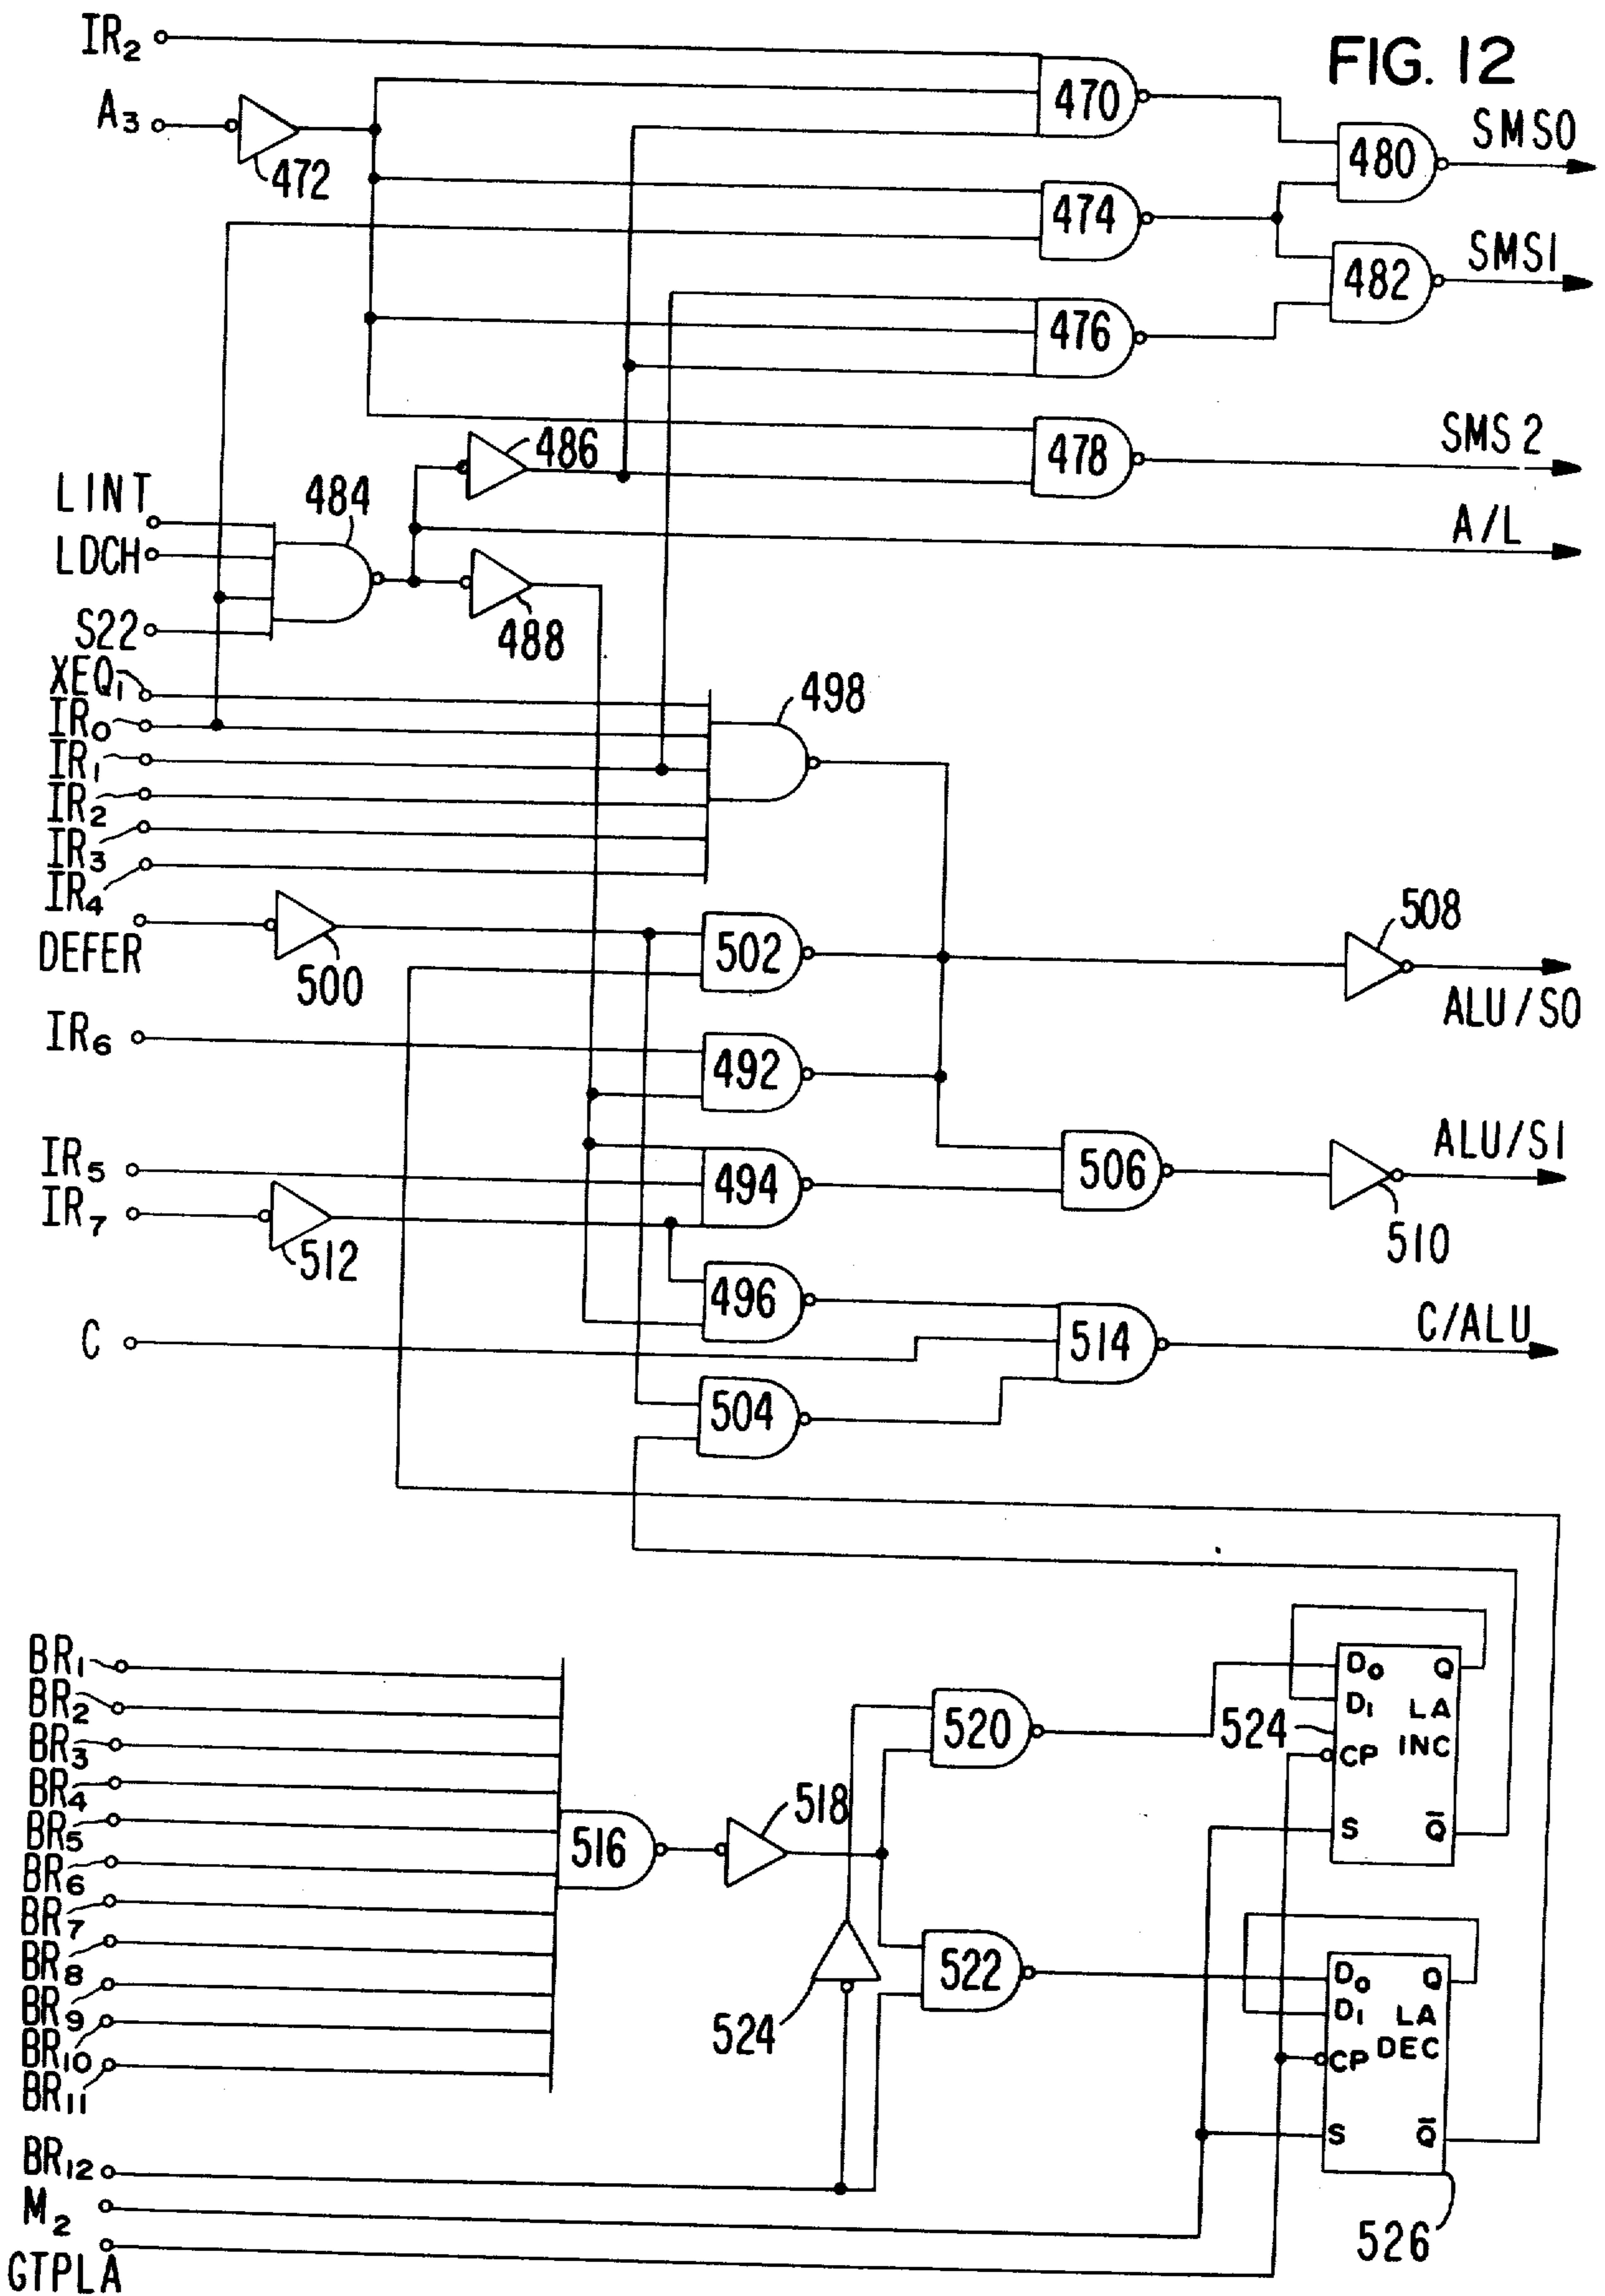 FIG. 12
IR2
A3
472
470
474
476
478
480
482
SMS0
SMS1
SMS 2
A/L
LINT
LDCH
S22
484
486
488
XEQ1
IR0
IR1
IR2
IR3
IR4
498
DEFER
500
502
508
ALU/S0
IR6
492
IR5
IR7
512
494
506
510
ALU/S1
496
C
514
C/ALU
504
BR1
BR2
BR3
BR4
BR5
BR6
BR7
BR8
BR9
BR10
BR11
516
518
520
522
524
524
D0 Q
D1 LA
INC
CP
S Q̅
D0 Q
D1 LA
DEC
CP
S Q̅
526
BR12
M2
GTPLA